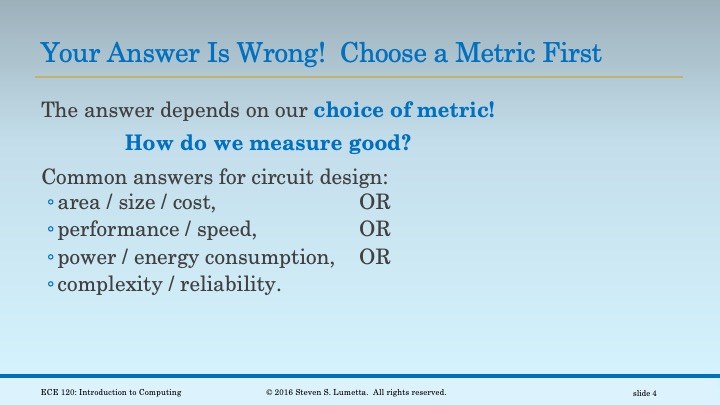 Your Answer Is Wrong!  Choose a Metric First
The answer depends on our choice of metric!
How do we measure good?
Common answers for circuit design:
◦ area / size / cost, OR
◦ performance / speed, OR
◦ power / energy consumption, OR
◦ complexity / reliability.
ECE 120: Introduction to Computing © 2016 Steven S. Lumetta.  All rights reserved. slide 4